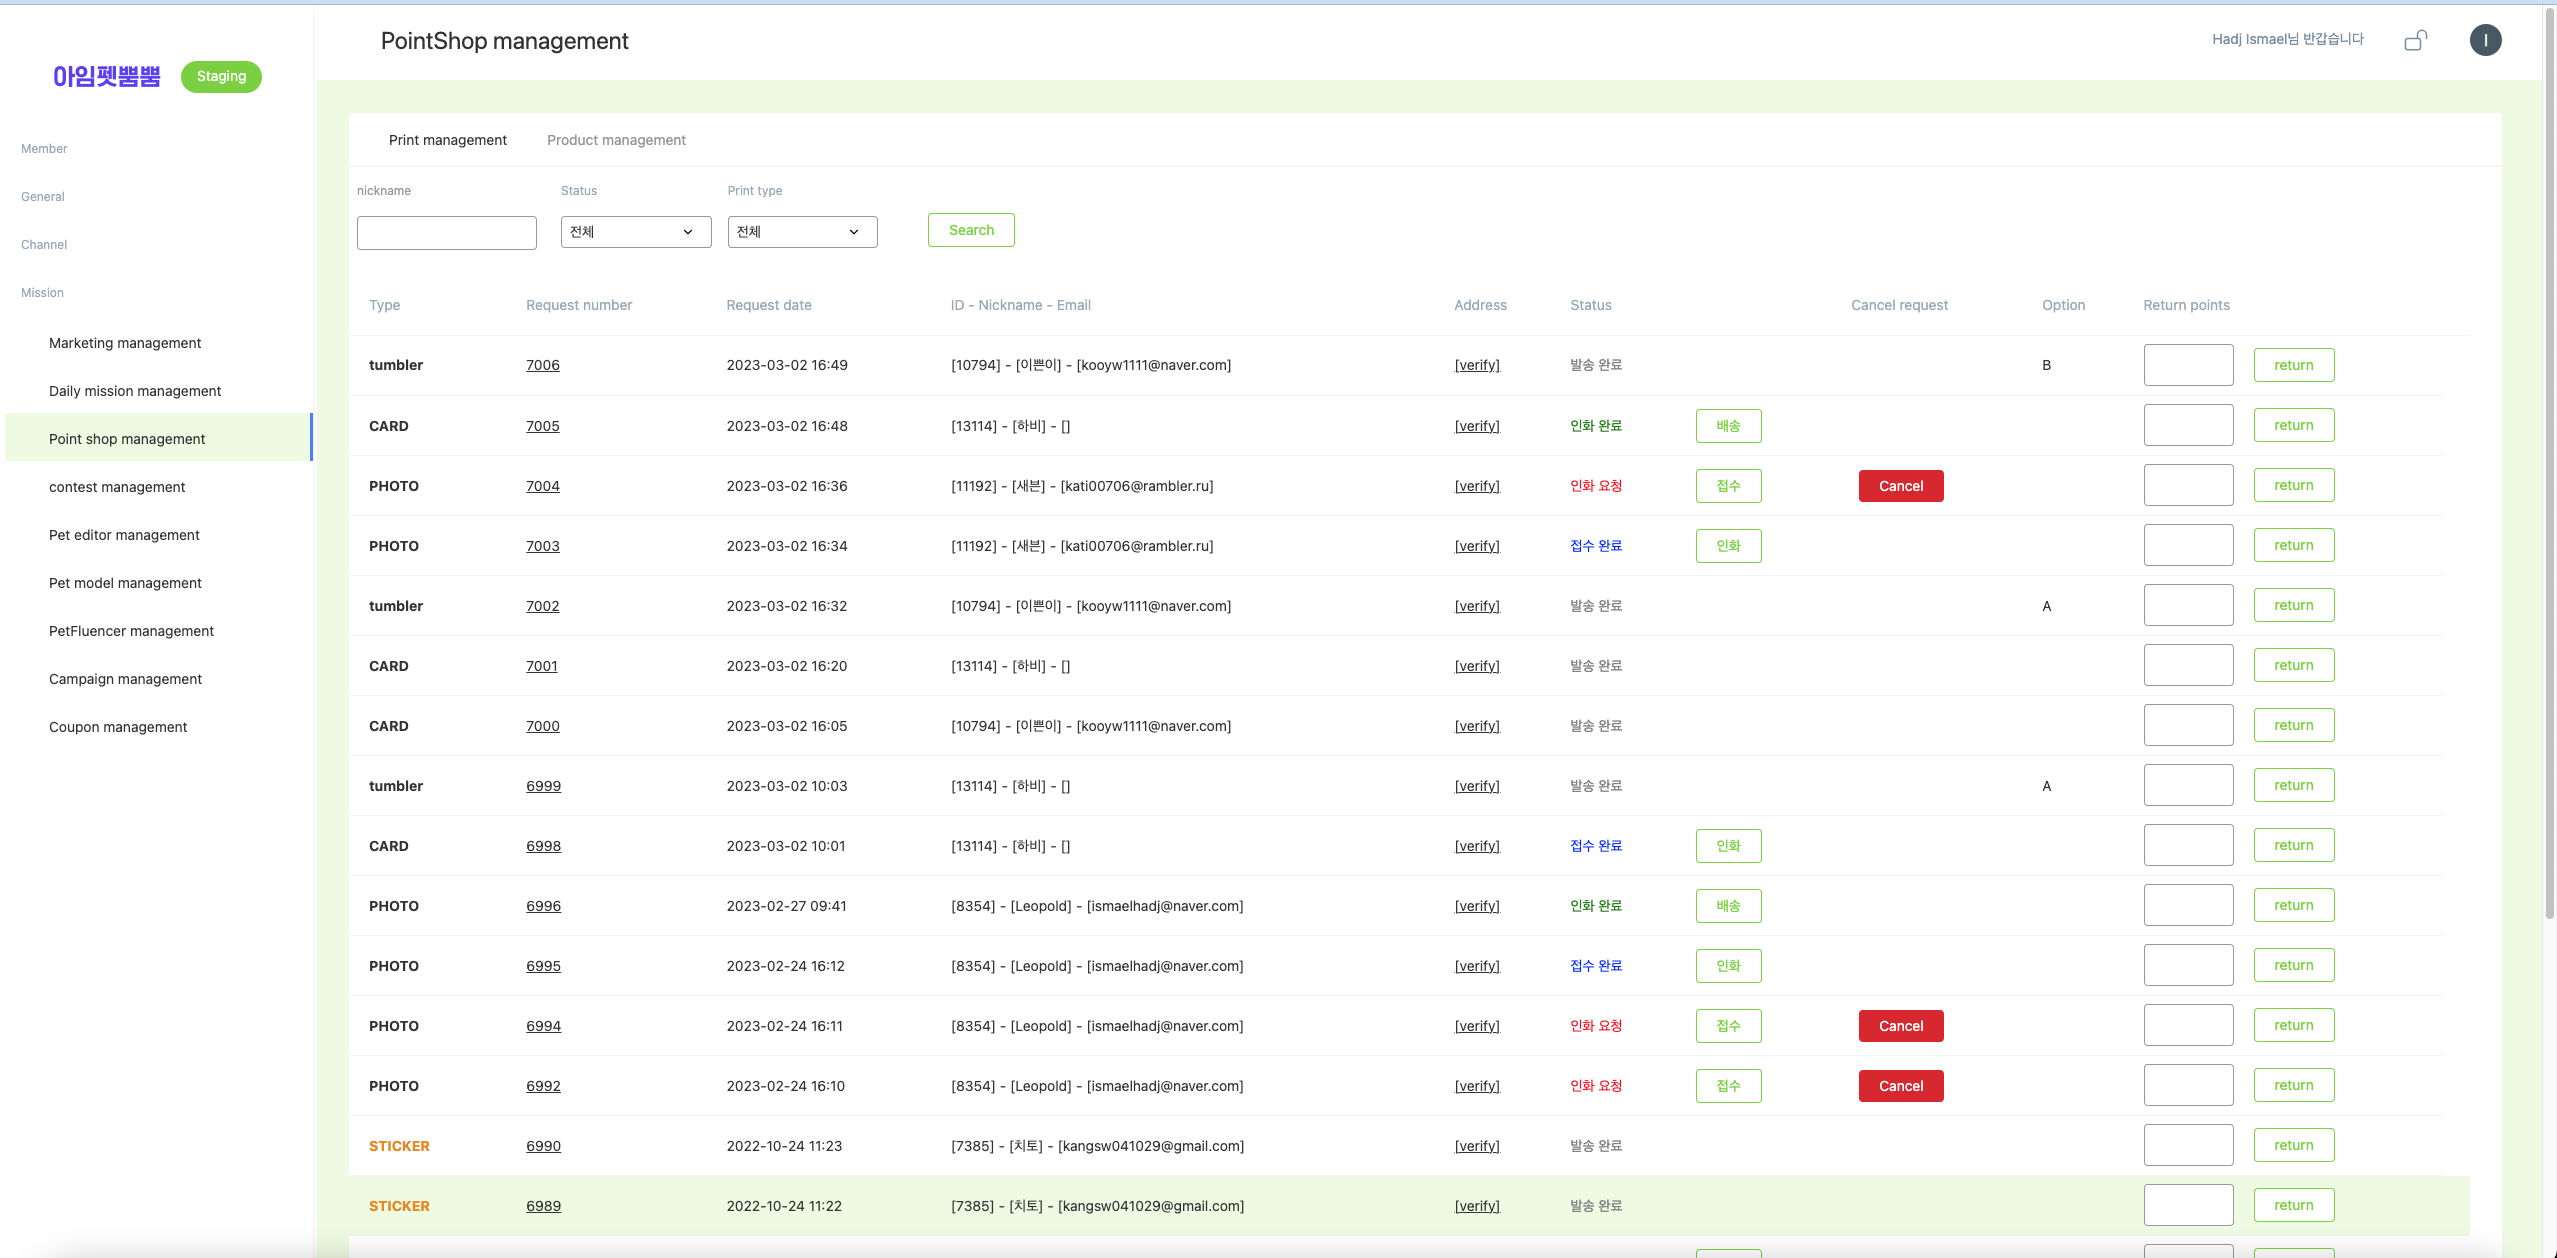 PointShop management
Hadj Ismael님 반갑습니다
I
아임펫뿜뿜
Staging
Member
General
Channel
Mission
Marketing management
Daily mission management
Point shop management
contest management
Pet editor management
Pet model management
PetFluencer management
Campaign management
Coupon management
Print management Product management
nickname Status Print type
전체 전체 Search
Type Request number Request date ID - Nickname - Email Address Status Cancel request Option Return points
tumbler 7006 2023-03-02 16:49 [10794] - [이쁜이] - [kooyw1111@naver.com] [verify] 발송 완료 B return
CARD 7005 2023-03-02 16:48 [13114] - [하비] - [] [verify] 인화 완료 배송 return
PHOTO 7004 2023-03-02 16:36 [11192] - [새븐] - [kati00706@rambler.ru] [verify] 인화 요청 접수 Cancel return
PHOTO 7003 2023-03-02 16:34 [11192] - [새븐] - [kati00706@rambler.ru] [verify] 접수 완료 인화 return
tumbler 7002 2023-03-02 16:32 [10794] - [이쁜이] - [kooyw1111@naver.com] [verify] 발송 완료 A return
CARD 7001 2023-03-02 16:20 [13114] - [하비] - [] [verify] 발송 완료 return
CARD 7000 2023-03-02 16:05 [10794] - [이쁜이] - [kooyw1111@naver.com] [verify] 발송 완료 return
tumbler 6999 2023-03-02 10:03 [13114] - [하비] - [] [verify] 발송 완료 A return
CARD 6998 2023-03-02 10:01 [13114] - [하비] - [] [verify] 접수 완료 인화 return
PHOTO 6996 2023-02-27 09:41 [8354] - [Leopold] - [ismaelhadj@naver.com] [verify] 인화 완료 배송 return
PHOTO 6995 2023-02-24 16:12 [8354] - [Leopold] - [ismaelhadj@naver.com] [verify] 접수 완료 인화 return
PHOTO 6994 2023-02-24 16:11 [8354] - [Leopold] - [ismaelhadj@naver.com] [verify] 인화 요청 접수 Cancel return
PHOTO 6992 2023-02-24 16:10 [8354] - [Leopold] - [ismaelhadj@naver.com] [verify] 인화 요청 접수 Cancel return
STICKER 6990 2022-10-24 11:23 [7385] - [치토] - [kangsw041029@gmail.com] [verify] 발송 완료 return
STICKER 6989 2022-10-24 11:22 [7385] - [치토] - [kangsw041029@gmail.com] [verify] 발송 완료 return